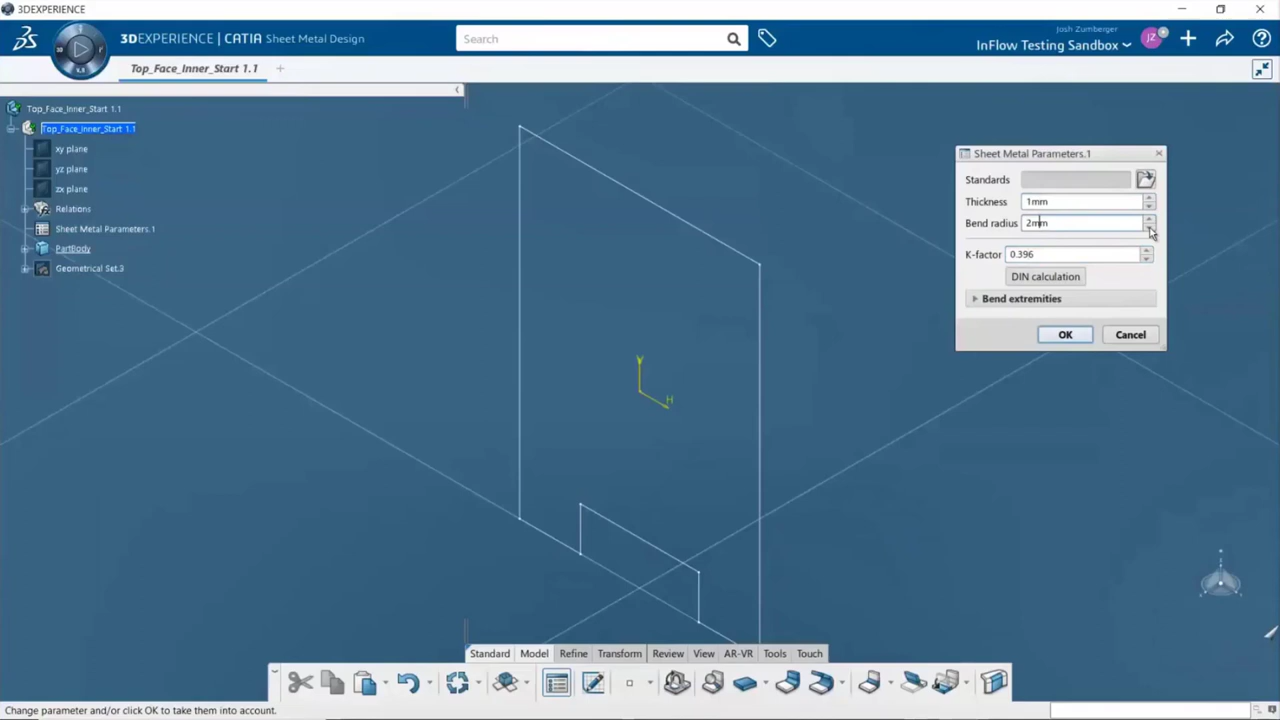 3DEXPERIENCE
3DEXPERIENCE | CATIA Sheet Metal Design
Search
Josh Zumberger
InFlow Testing Sandbox
JZ
3D
V.R
Top_Face_Inner_Start 1.1
Top_Face_Inner_Start 1.1
Top_Face_Inner_Start 1.1
xy plane
yz plane
zx plane
Relations
Sheet Metal Parameters.1
PartBody
Geometrical Set.3
Sheet Metal Parameters.1
Standards
Thickness 1mm
Bend radius 2mm
K-factor 0.396
DIN calculation
Bend extremities
OK Cancel
V
H
Standard Model Refine Transform Review View AR-VR Tools Touch
Change parameter and/or click OK to take them into account.